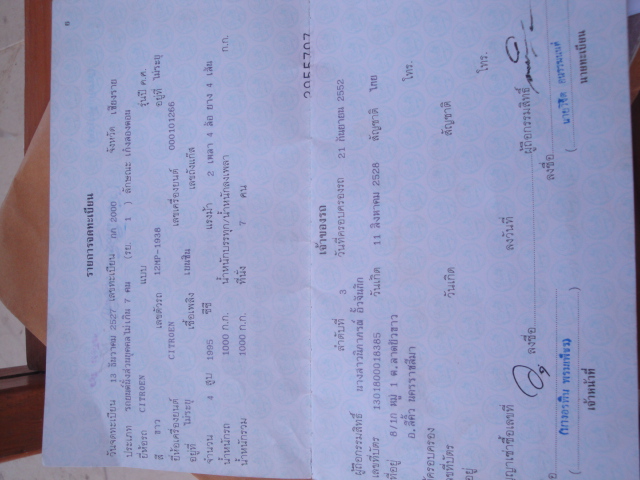 6
รายการจดทะเบียน
วันจดทะเบียน 13 ธันวาคม 2527 เลขทะเบียน กก 2000 จังหวัด เชียงราย
ประเภท รถยนต์นั่งส่วนบุคคลไม่เกิน 7 คน (รย. 1 ) ลักษณะ เก๋งสองตอน
ยี่ห้อรถ CITROEN แบบ รุ่นปี ค.ศ.
สี ขาว เลขตัวรถ 12HP-1938 อยู่ที่ ไม่ระบุ
ยี่ห้อเครื่องยนต์ CITROEN เลขเครื่องยนต์ 000101266
อยู่ที่ ไม่ระบุ เชื้อเพลิง เบนซิน เลขถังแก๊ส
จำนวน 4 สูบ 1995 ซีซี แรงม้า 2 เพลา 4 ล้อ ยาง 4 เส้น
น้ำหนักรถ 1000 ก.ก. น้ำหนักบรรทุก/น้ำหนักลงเพลา ก.ก.
น้ำหนักรวม 1000 ก.ก. ที่นั่ง 7 คน
เจ้าของรถ
ลำดับที่ 3 วันที่ครอบครองรถ 21 กันยายน 2552
ผู้ถือกรรมสิทธิ์ นางสาวนิภาภรณ์
เลขที่บัตร 1301800018385 วันเกิด 11 สิงหาคม 2528 สัญชาติ ไทย
ที่อยู่ 8/10 หมู่ 1 ต.ลาดบัวขาว โทร.
อ.สีคิ้ว นครราชสีมา
ครอบครอง
ขที่บัตร วันเกิด สัญชาติ
อยู่ โทร.
ญาเช่าซื้อเลขที่ ลงวันที่ ผู้ถือกรรมสิทธิ์
ลงชื่อ ลงชื่อ
เจ้าหน้าที่ นายทะเบียน